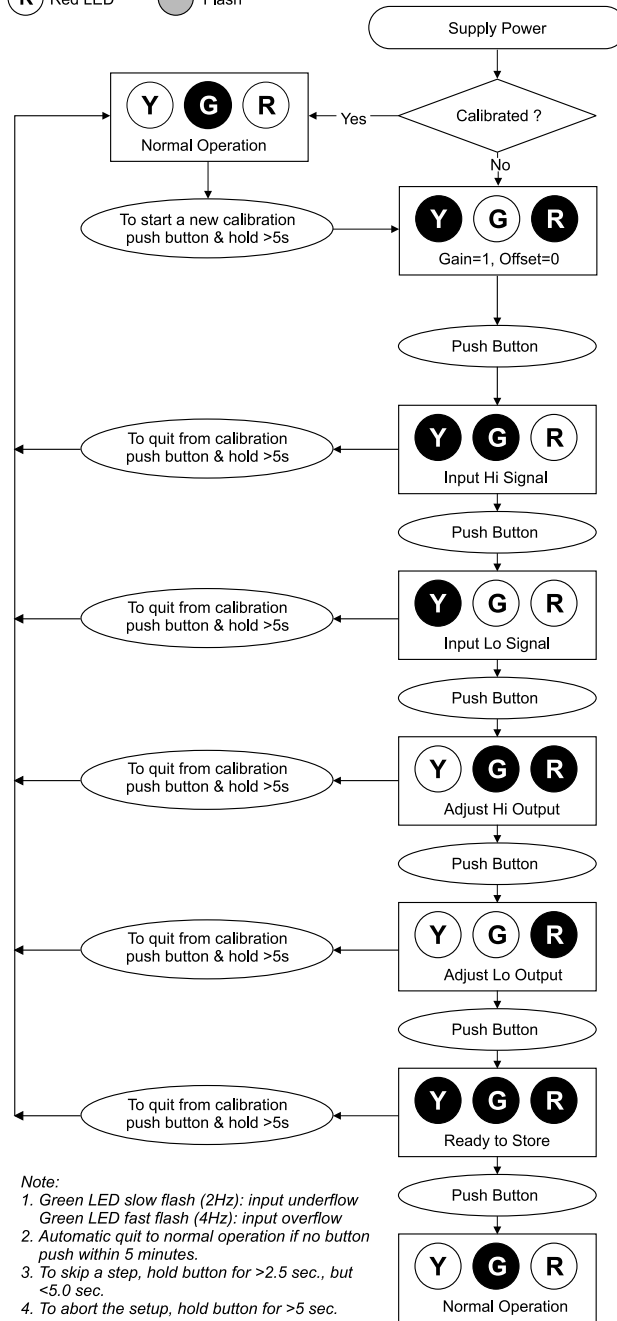 R Red LED
Flash
Supply Power
Y G R
Normal Operation
Yes
Calibrated ?
No
To start a new calibration
push button & hold >5s
Y G R
Gain=1, Offset=0
Push Button
To quit from calibration
push button & hold >5s
Y G R
Input Hi Signal
Push Button
To quit from calibration
push button & hold >5s
Y G R
Input Lo Signal
Push Button
To quit from calibration
push button & hold >5s
Y G R
Adjust Hi Output
Push Button
To quit from calibration
push button & hold >5s
Y G R
Adjust Lo Output
Push Button
To quit from calibration
push button & hold >5s
Y G R
Ready to Store
Push Button
Y G R
Normal Operation
Note:
1. Green LED slow flash (2Hz): input underflow
Green LED fast flash (4Hz): input overflow
2. Automatic quit to normal operation if no button
push within 5 minutes.
3. To skip a step, hold button for >2.5 sec., but
<5.0 sec.
4. To abort the setup, hold button for >5 sec.